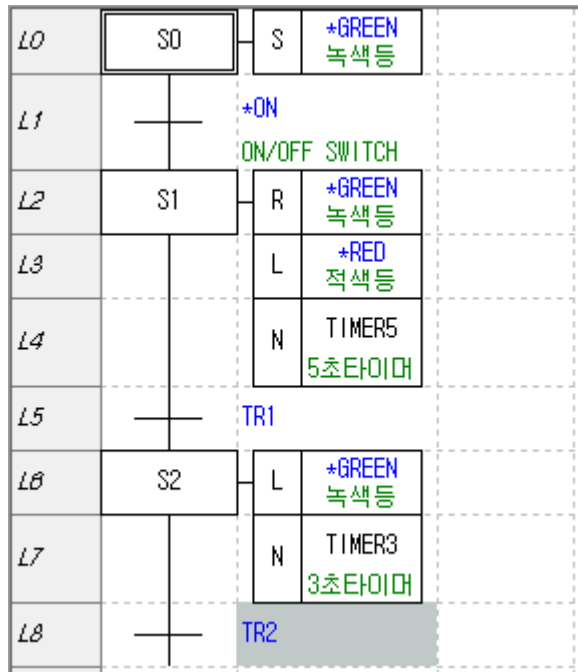 L0 S0 S *GREEN
녹색등
L1 *ON
ON/OFF SWITCH
L2 S1 R *GREEN
녹색등
L3 L *RED
적색등
L4 N TIMER5
5초타이머
L5 TR1
L6 S2 L *GREEN
녹색등
L7 N TIMER3
3초타이머
L8 TR2